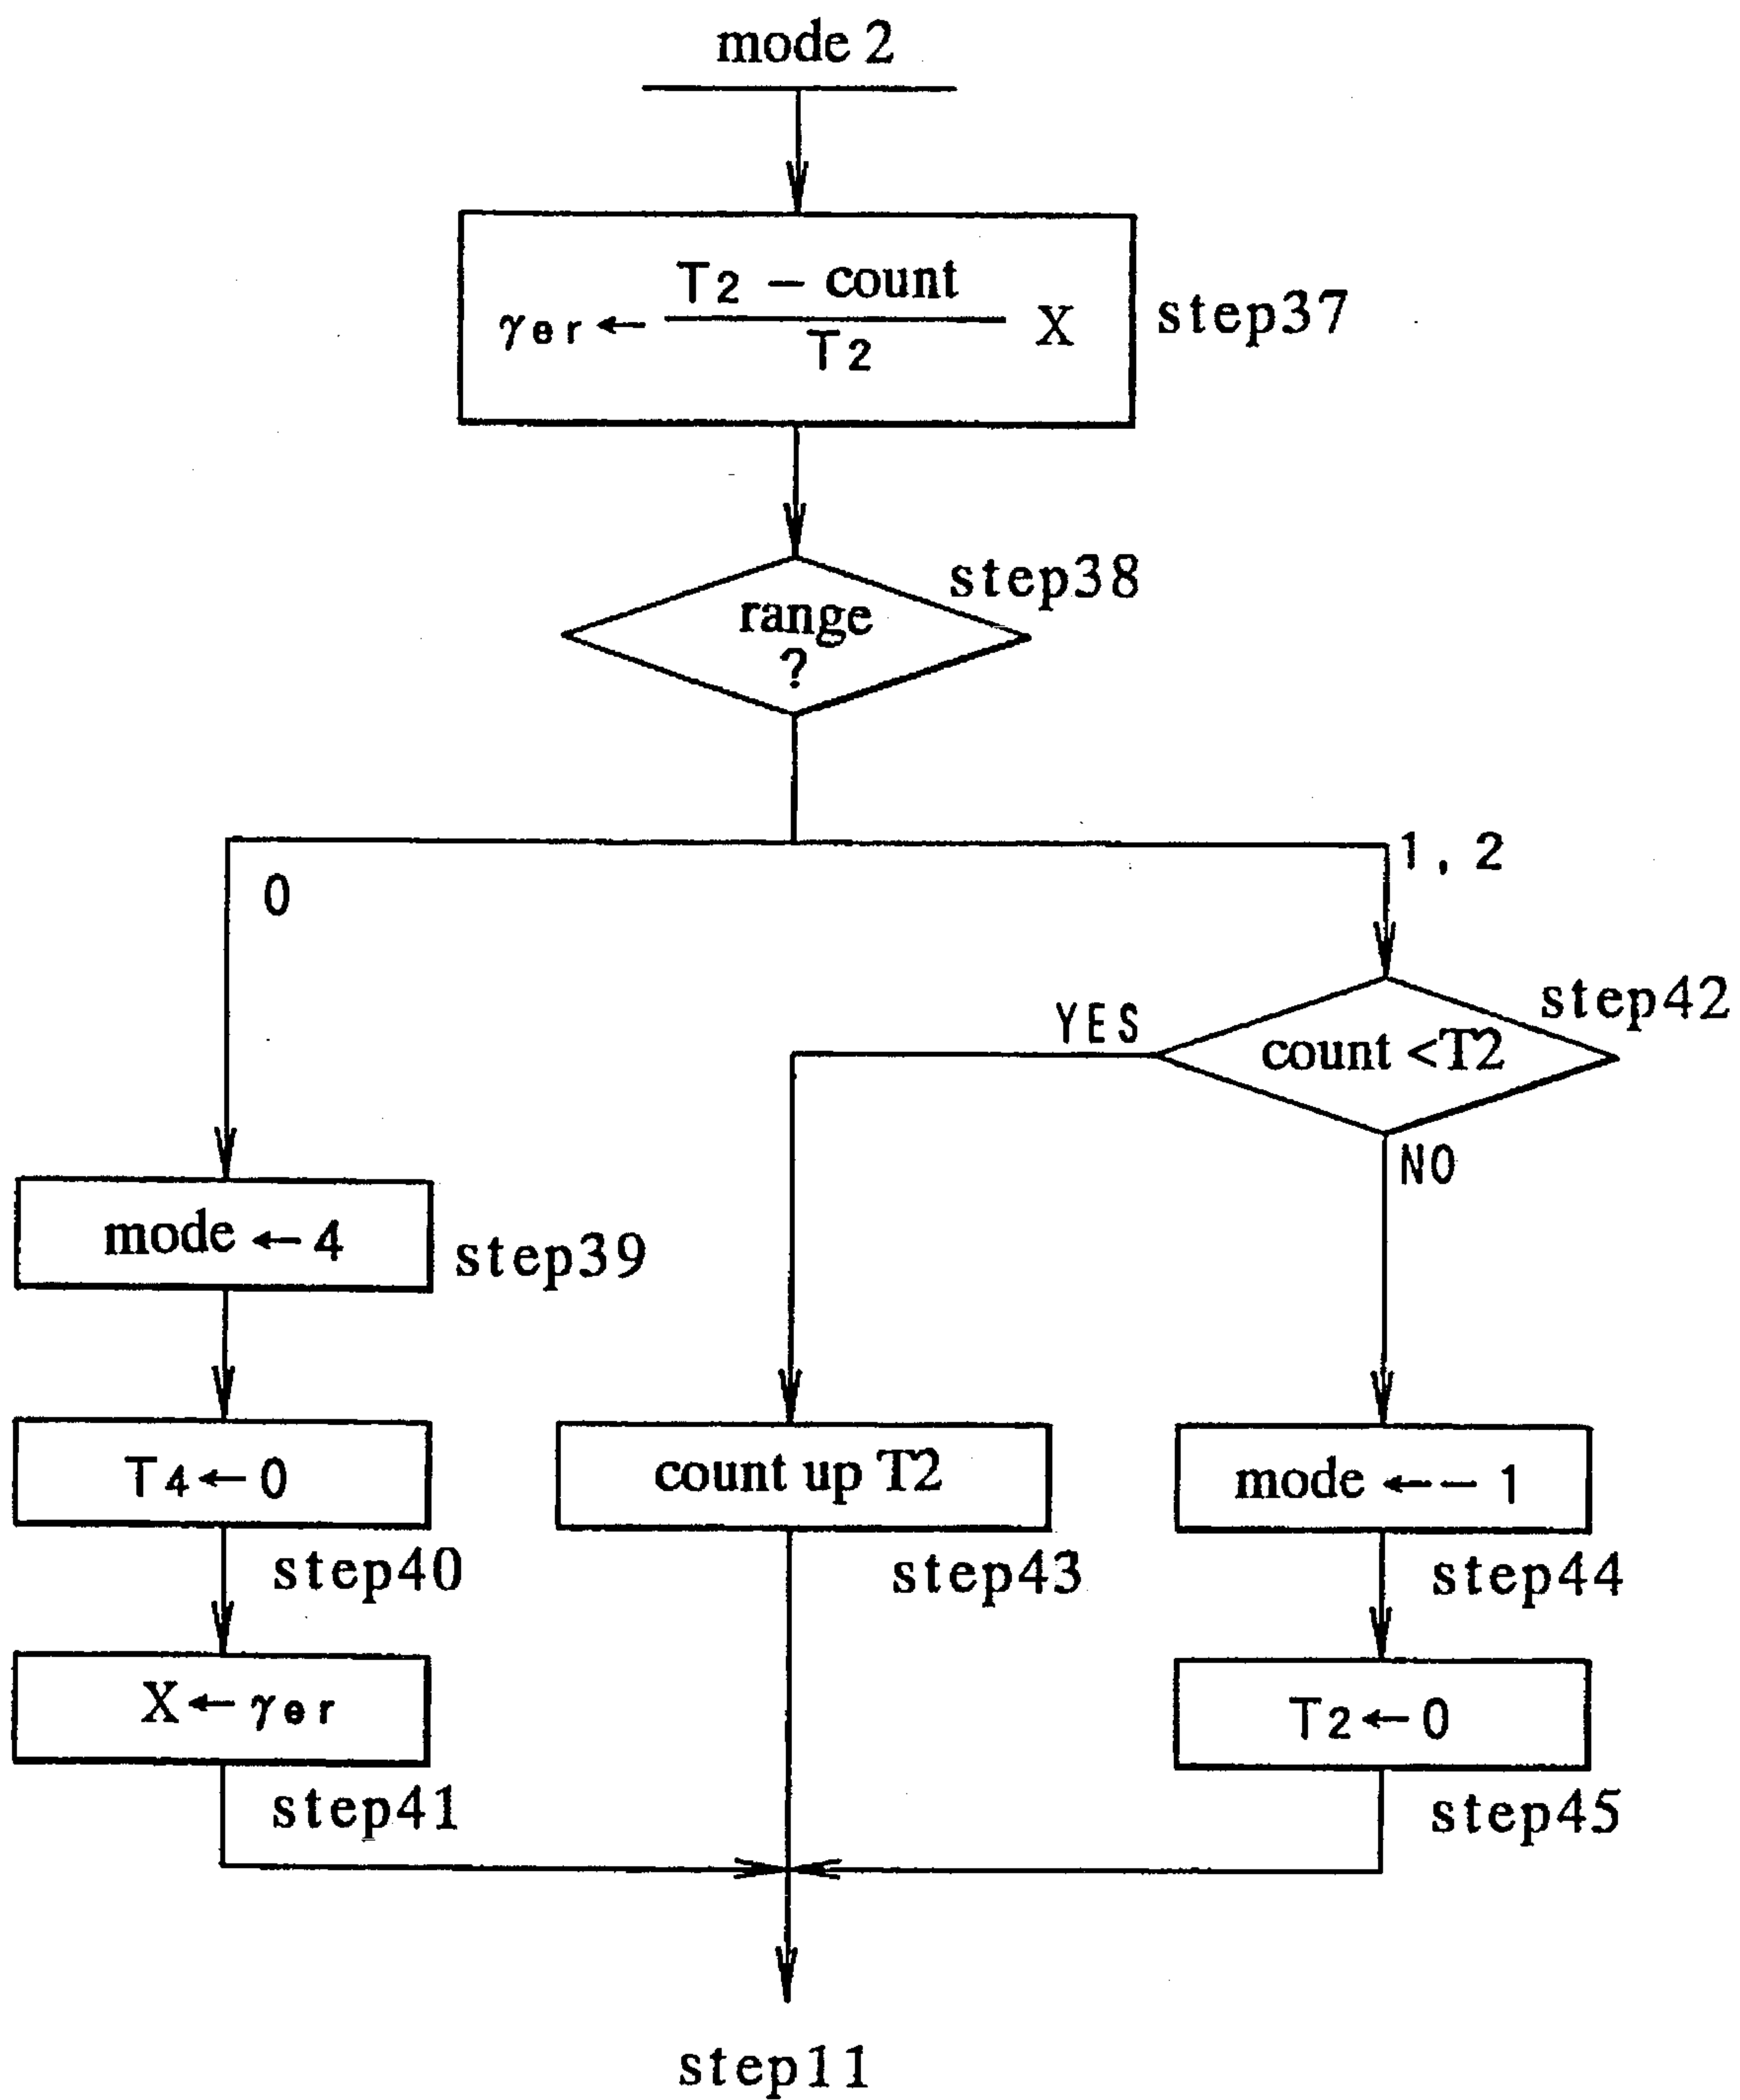 mode 2
T2 − count
γer ← ――― X
T2
step37
step38
range
?
0
1, 2
step42
YES
count <T2
NO
mode ← 4
step39
T4 ← 0
count up T2
mode ← − 1
step40
step43
step44
X ← γer
T2 ← 0
step41
step45
step11